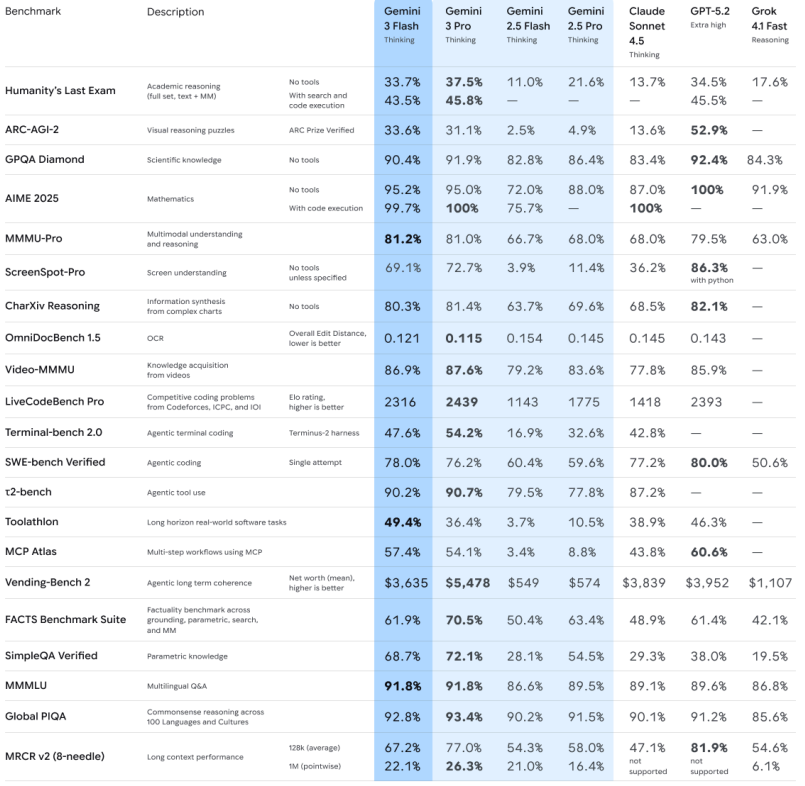 Benchmark Description Gemini 3 Flash Thinking Gemini 3 Pro Thinking Gemini 2.5 Flash Thinking Gemini 2.5 Pro Thinking Claude Sonnet 4.5 Thinking GPT-5.2 Extra high Grok 4.1 Fast Reasoning
Humanity's Last Exam Academic reasoning (full set, text + MM) No tools 33.7% 37.5% 11.0% 21.6% 13.7% 34.5% 17.6%
With search and code execution 43.5% 45.8% — — — 45.5% —
ARC-AGI-2 Visual reasoning puzzles ARC Prize Verified 33.6% 31.1% 2.5% 4.9% 13.6% 52.9% —
GPQA Diamond Scientific knowledge No tools 90.4% 91.9% 82.8% 86.4% 83.4% 92.4% 84.3%
AIME 2025 Mathematics No tools 95.2% 95.0% 72.0% 88.0% 87.0% 100% 91.9%
With code execution 99.7% 100% 75.7% — 100% — —
MMMU-Pro Multimodal understanding and reasoning 81.2% 81.0% 66.7% 68.0% 68.0% 79.5% 63.0%
ScreenSpot-Pro Screen understanding No tools unless specified 69.1% 72.7% 3.9% 11.4% 36.2% 86.3% with python —
CharXiv Reasoning Information synthesis from complex charts No tools 80.3% 81.4% 63.7% 69.6% 68.5% 82.1% —
OmniDocBench 1.5 OCR Overall Edit Distance, lower is better 0.121 0.115 0.154 0.145 0.145 0.143 —
Video-MMMU Knowledge acquisition from videos 86.9% 87.6% 79.2% 83.6% 77.8% 85.9% —
LiveCodeBench Pro Competitive coding problems from Codeforces, ICPC, and IOI Elo rating, higher is better 2316 2439 1143 1775 1418 2393 —
Terminal-bench 2.0 Agentic terminal coding Terminus-2 harness 47.6% 54.2% 16.9% 32.6% 42.8% — —
SWE-bench Verified Agentic coding Single attempt 78.0% 76.2% 60.4% 59.6% 77.2% 80.0% 50.6%
τ2-bench Agentic tool use 90.2% 90.7% 79.5% 77.8% 87.2% — —
Toolathlon Long horizon real-world software tasks 49.4% 36.4% 3.7% 10.5% 38.9% 46.3% —
MCP Atlas Multi-step workflows using MCP 57.4% 54.1% 3.4% 8.8% 43.8% 60.6% —
Vending-Bench 2 Agentic long term coherence Net worth (mean), higher is better $3,635 $5,478 $549 $574 $3,839 $3,952 $1,107
FACTS Benchmark Suite Factuality benchmark across grounding, parametric, search, and MM 61.9% 70.5% 50.4% 63.4% 48.9% 61.4% 42.1%
SimpleQA Verified Parametric knowledge 68.7% 72.1% 28.1% 54.5% 29.3% 38.0% 19.5%
MMMLU Multilingual Q&A 91.8% 91.8% 86.6% 89.5% 89.1% 89.6% 86.8%
Global PIQA Commonsense reasoning across 100 Languages and Cultures 92.8% 93.4% 90.2% 91.5% 90.1% 91.2% 85.6%
MRCR v2 (8-needle) Long context performance 128k (average) 67.2% 77.0% 54.3% 58.0% 47.1% 81.9% 54.6%
1M (pointwise) 22.1% 26.3% 21.0% 16.4% not supported not supported 6.1%